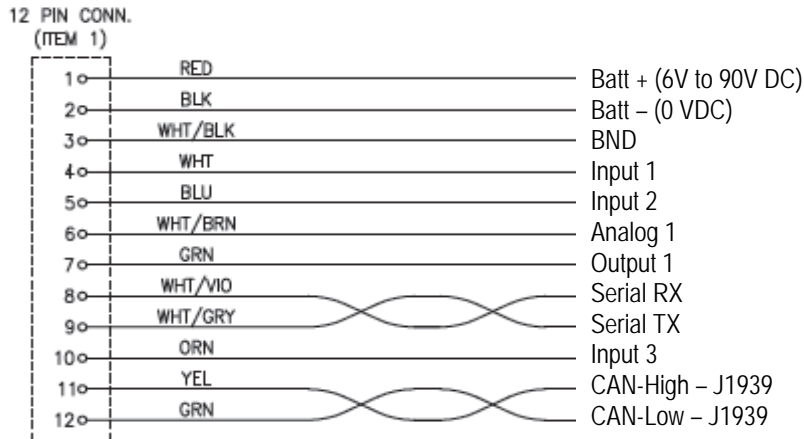 12 PIN CONN.
(ITEM 1)
1 RED Batt + (6V to 90V DC)
2 BLK Batt – (0 VDC)
3 WHT/BLK BND
4 WHT Input 1
5 BLU Input 2
6 WHT/BRN Analog 1
7 GRN Output 1
8 WHT/VIO Serial RX
9 WHT/GRY Serial TX
10 ORN Input 3
11 YEL CAN-High – J1939
12 GRN CAN-Low – J1939